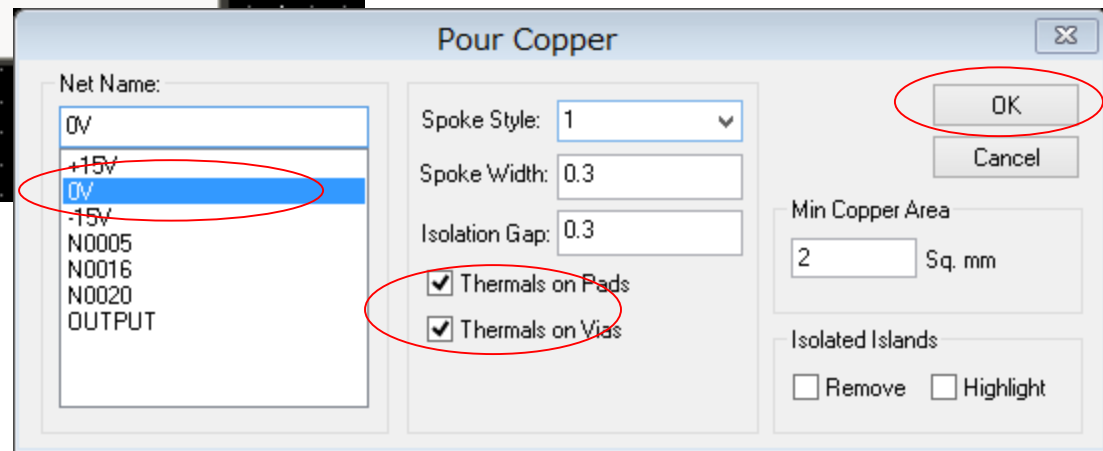 Pour Copper
Net Name:
0V
+15V
0V
-15V
N0005
N0016
N0020
OUTPUT
Spoke Style: 1
Spoke Width: 0.3
Isolation Gap: 0.3
Thermals on Pads
Thermals on Vias
OK
Cancel
Min Copper Area
2 Sq. mm
Isolated Islands
Remove Highlight